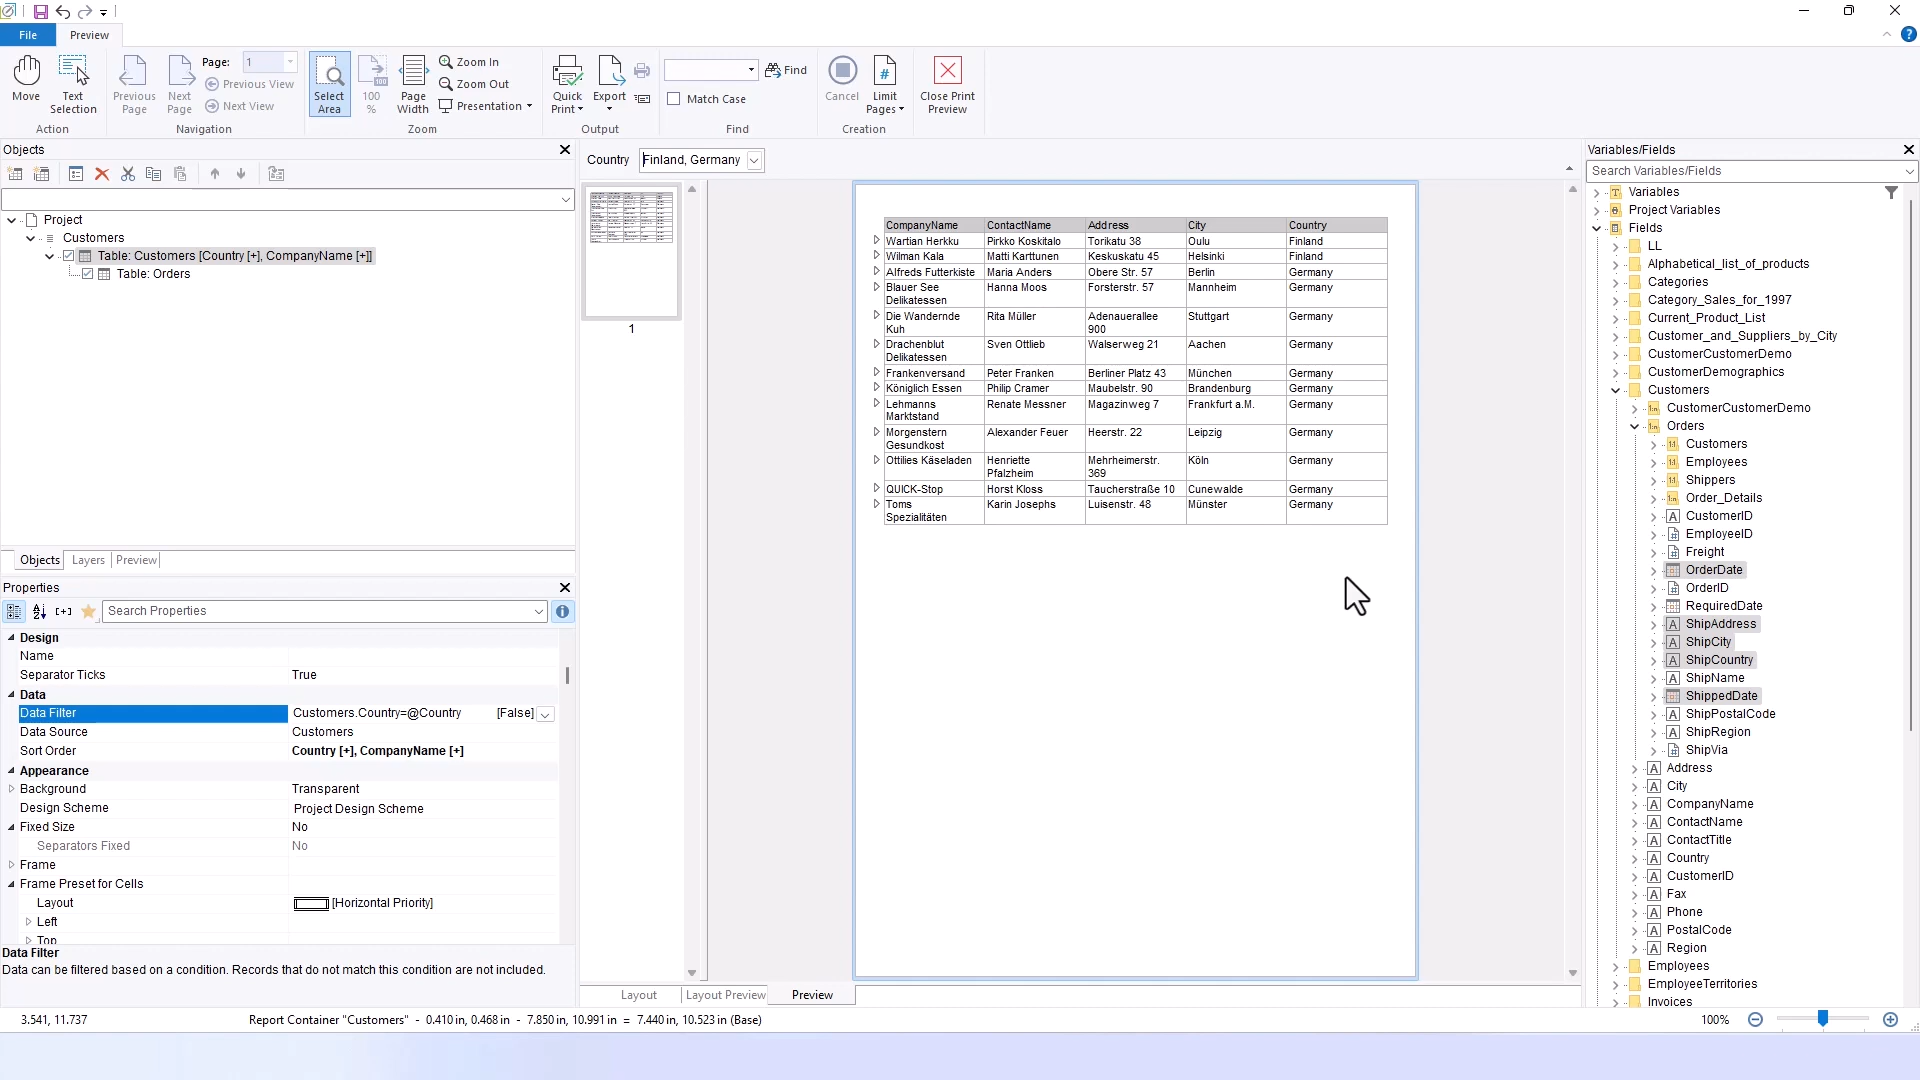 File
Preview
Move
Text
Selection
Action
Previous
Page
Next
Page
Page: 1
Previous View
Next View
Navigation
Select
Area
100
%
Page
Width
Zoom In
Zoom Out
Presentation
Zoom
Quick
Print
Export
Output
Find
Match Case
Find
Cancel
Limit
Pages
Creation
Close Print
Preview
Objects
Project
Customers
Table: Customers [Country [+], CompanyName [+]]
Table: Orders
Objects Layers Preview
Properties
Search Properties
Design
Name
Separator Ticks True
Data
Data Filter Customers.Country=@Country [False]
Data Source Customers
Sort Order Country [+], CompanyName [+]
Appearance
Background Transparent
Design Scheme Project Design Scheme
Fixed Size No
Separators Fixed No
Frame
Frame Preset for Cells
Layout [Horizontal Priority]
Left
Top
Data Filter
Data can be filtered based on a condition. Records that do not match this condition are not included.
Country Finland, Germany
1
CompanyName ContactName Address City Country
Wartian Herkku Pirkko Koskitalo Torikatu 38 Oulu Finland
Wilman Kala Matti Karttunen Keskuskatu 45 Helsinki Finland
Alfreds Futterkiste Maria Anders Obere Str. 57 Berlin Germany
Blauer See Delikatessen Hanna Moos Forsterstr. 57 Mannheim Germany
Die Wandernde Kuh Rita Müller Adenauerallee 900 Stuttgart Germany
Drachenblut Delikatessen Sven Ottlieb Walserweg 21 Aachen Germany
Frankenversand Peter Franken Berliner Platz 43 München Germany
Königlich Essen Philip Cramer Maubelstr. 90 Brandenburg Germany
Lehmanns Marktstand Renate Messner Magazinweg 7 Frankfurt a.M. Germany
Morgenstern Gesundkost Alexander Feuer Heerstr. 22 Leipzig Germany
Ottilies Käseladen Henriette Pfalzheim Mehrheimerstr. 369 Köln Germany
QUICK-Stop Horst Kloss Taucherstraße 10 Cunewalde Germany
Toms Spezialitäten Karin Josephs Luisenstr. 48 Münster Germany
Layout Layout Preview Preview
Variables/Fields
Search Variables/Fields
Variables
Project Variables
Fields
LL
Alphabetical_list_of_products
Categories
Category_Sales_for_1997
Current_Product_List
Customer_and_Suppliers_by_City
CustomerCustomerDemo
CustomerDemographics
Customers
CustomerCustomerDemo
Orders
Customers
Employees
Shippers
Order_Details
CustomerID
EmployeeID
Freight
OrderDate
OrderID
RequiredDate
ShipAddress
ShipCity
ShipCountry
ShipName
ShippedDate
ShipPostalCode
ShipRegion
ShipVia
Address
City
CompanyName
ContactName
ContactTitle
Country
CustomerID
Fax
Phone
PostalCode
Region
Employees
EmployeeTerritories
Invoices
3.541, 11.737
Report Container "Customers" - 0.410 in, 0.468 in - 7.850 in, 10.991 in = 7.440 in, 10.523 in (Base)
100%